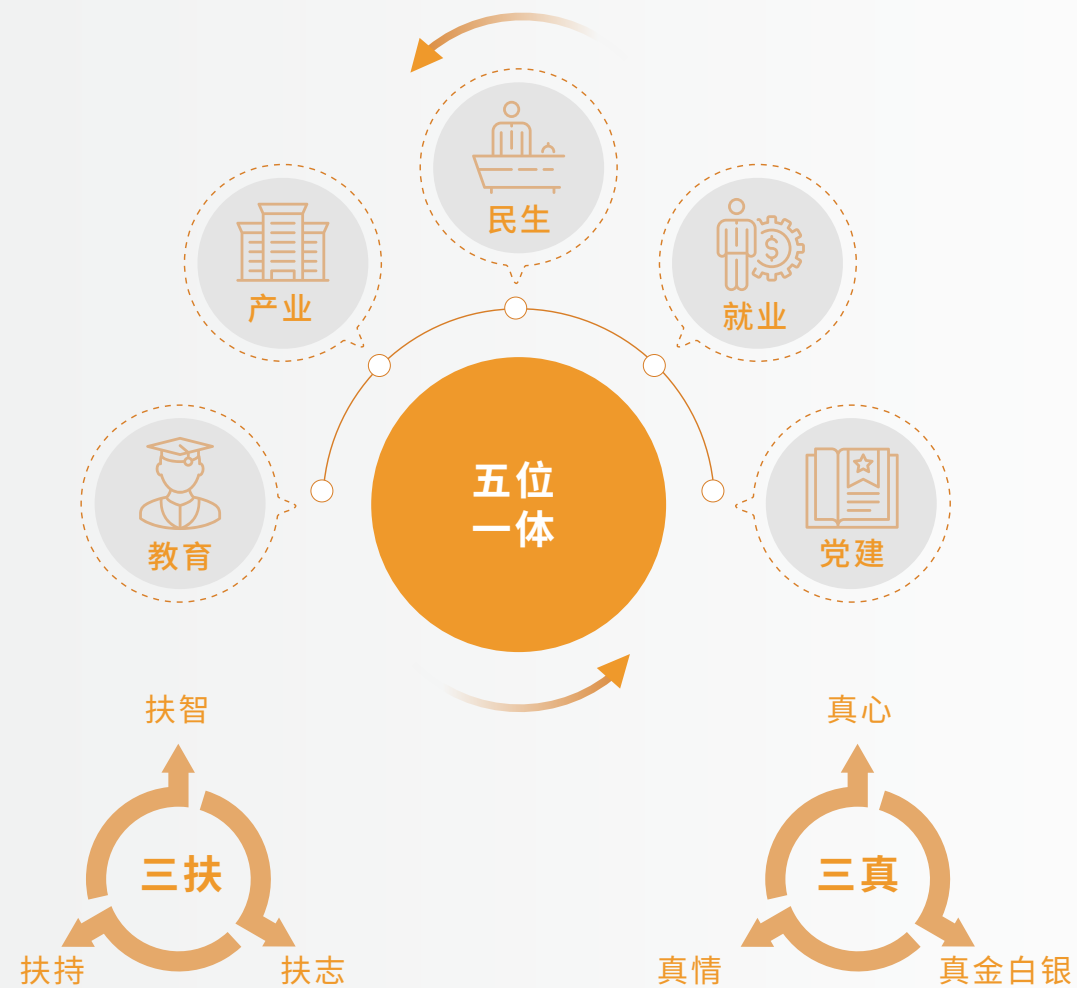 民生
产业
就业
五位
一体
教育
党建
扶智
三扶
扶持
扶志
真心
三真
真情
真金白银